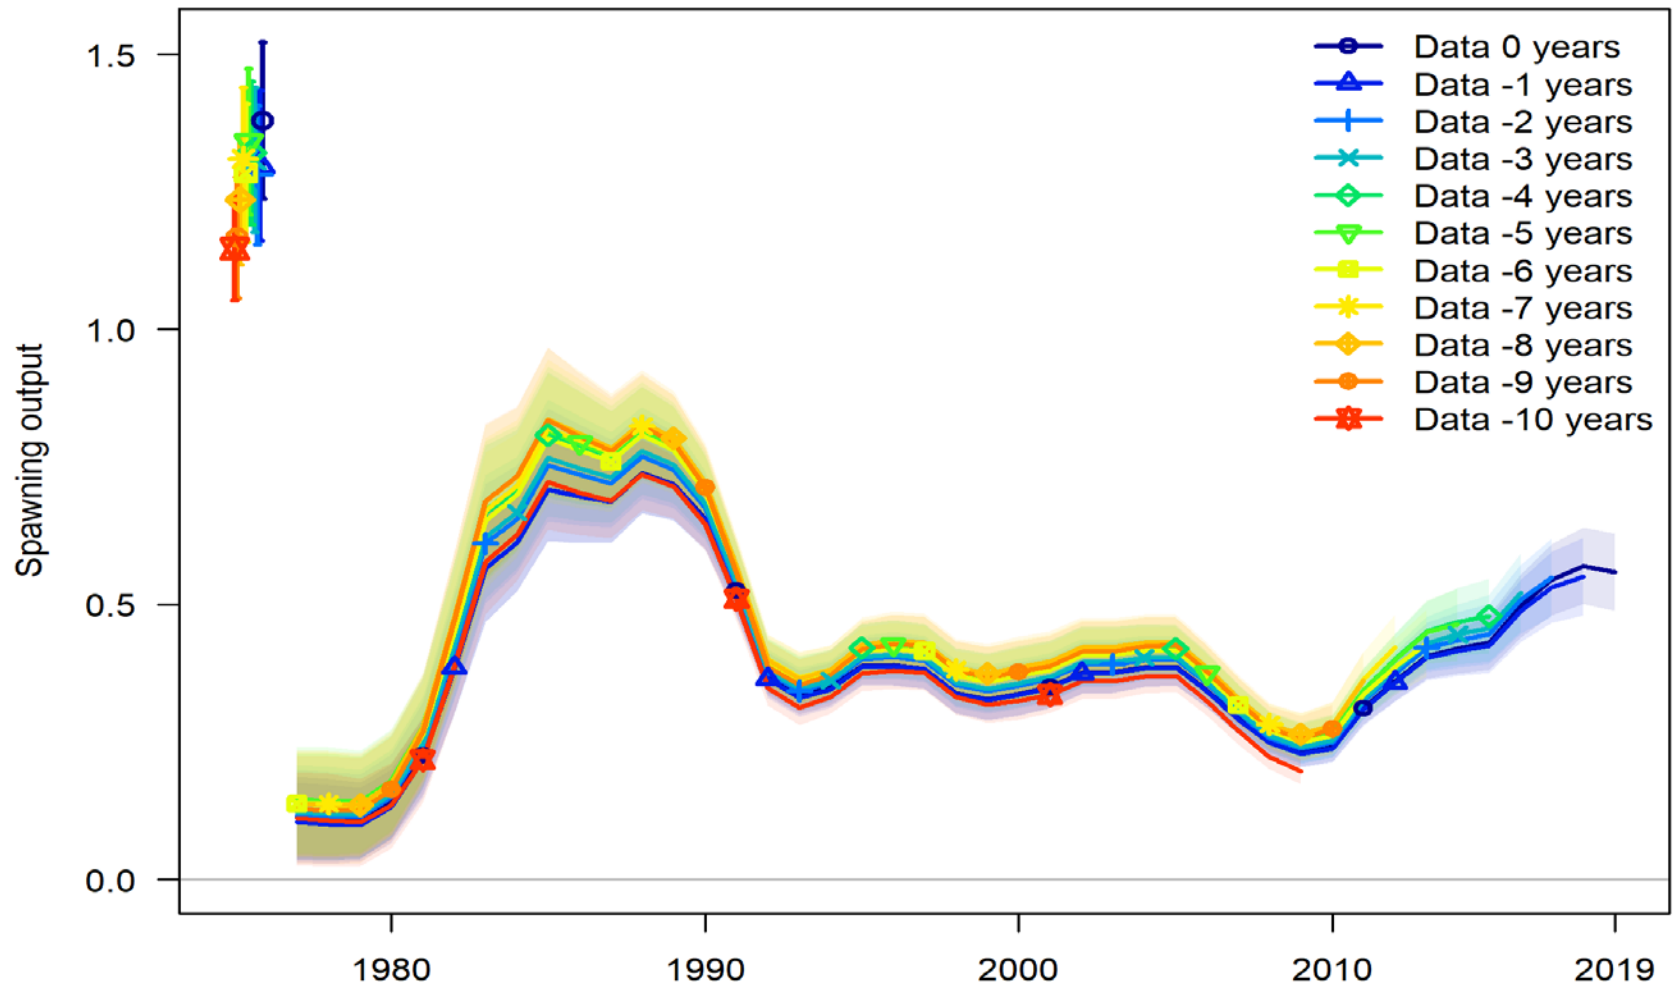 Spawning output
1.5
1.0
0.5
0.0
Data 0 years
Data -1 years
Data -2 years
Data -3 years
Data -4 years
Data -5 years
Data -6 years
Data -7 years
Data -8 years
Data -9 years
Data -10 years
1980 1990 2000 2010 2019